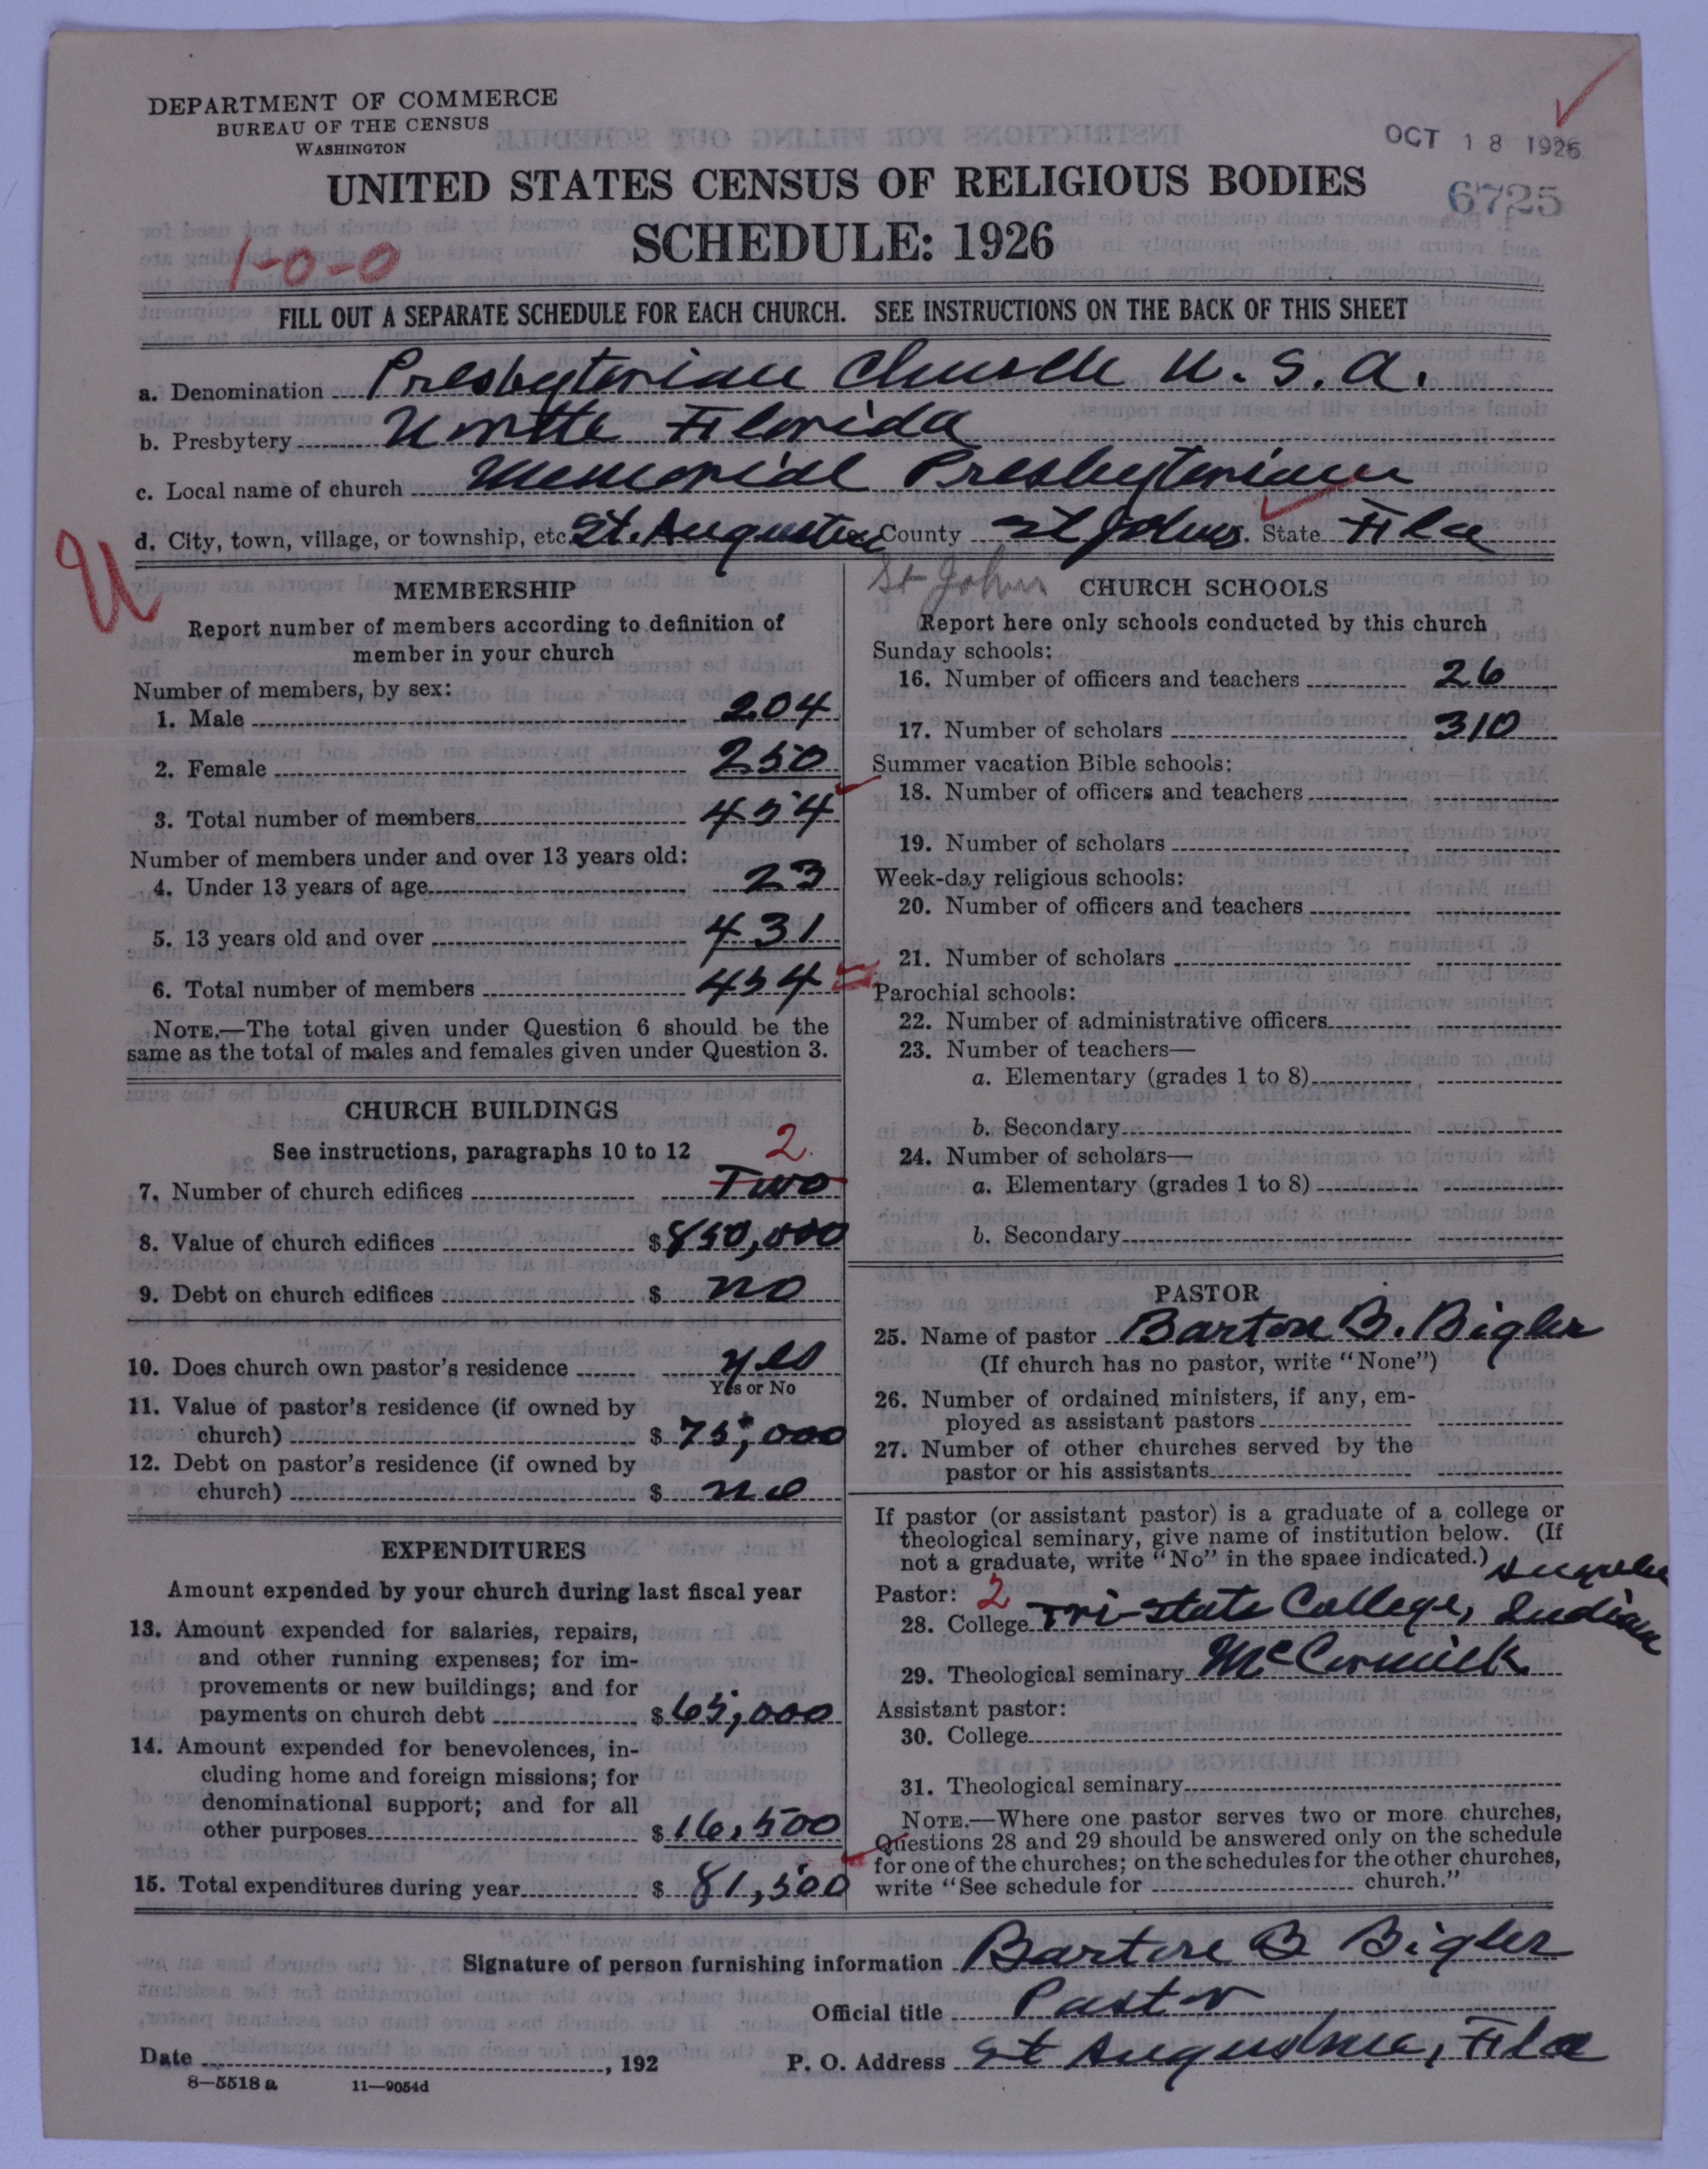 DEPARTMENT OF COMMERCE
BUREAU OF THE CENSUS
WASHINGTON
OCT 18 1926
UNITED STATES CENSUS OF RELIGIOUS BODIES
6725
SCHEDULE: 1926
1-0-0
FILL OUT A SEPARATE SCHEDULE FOR EACH CHURCH. SEE INSTRUCTIONS ON THE BACK OF THIS SHEET
a. Denomination Presbyterian Church U.S.A.
b. Presbytery North Florida
c. Local name of church Memorial Presbyterian
d. City, town, village, or township, etc. St. Augustine County St Johns. State Fla
U
MEMBERSHIP
Report number of members according to definition of
member in your church
Number of members, by sex:
1. Male 204
2. Female 250
3. Total number of members 454
Number of members under and over 13 years old:
4. Under 13 years of age 23
5. 13 years old and over 431
6. Total number of members 454
NOTE.—The total given under Question 6 should be the
same as the total of males and females given under Question 3.
CHURCH BUILDINGS
See instructions, paragraphs 10 to 12
2
7. Number of church edifices Two
8. Value of church edifices $850,000
9. Debt on church edifices $ no
10. Does church own pastor's residence yes
Yes or No
11. Value of pastor's residence (if owned by
church) $75,000
12. Debt on pastor's residence (if owned by
church) $ no
EXPENDITURES
Amount expended by your church during last fiscal year
13. Amount expended for salaries, repairs,
and other running expenses; for im-
provements or new buildings; and for
payments on church debt $65,000
14. Amount expended for benevolences, in-
cluding home and foreign missions; for
denominational support; and for all
other purposes $16,500
15. Total expenditures during year $81,500
St Johns
CHURCH SCHOOLS
Report here only schools conducted by this church
Sunday schools:
16. Number of officers and teachers 26
17. Number of scholars 310
Summer vacation Bible schools:
18. Number of officers and teachers
19. Number of scholars
Week-day religious schools:
20. Number of officers and teachers
21. Number of scholars
Parochial schools:
22. Number of administrative officers
23. Number of teachers—
a. Elementary (grades 1 to 8)
b. Secondary
24. Number of scholars—
a. Elementary (grades 1 to 8)
b. Secondary
PASTOR
25. Name of pastor Barton B. Bigler
(If church has no pastor, write "None")
26. Number of ordained ministers, if any, em-
ployed as assistant pastors
27. Number of other churches served by the
pastor or his assistants
If pastor (or assistant pastor) is a graduate of a college or
theological seminary, give name of institution below. (If
not a graduate, write "No" in the space indicated.)
Pastor: 2
28. College Tri-State College, Indiana
29. Theological seminary McCormick
Assistant pastor:
30. College
31. Theological seminary
NOTE.—Where one pastor serves two or more churches,
Questions 28 and 29 should be answered only on the schedule
for one of the churches; on the schedules for the other churches,
write "See schedule for church."
Signature of person furnishing information Barton B Bigler
Official title Pastor
Date , 192 P. O. Address St Augustine, Fla
8—5518 a 11—9054d